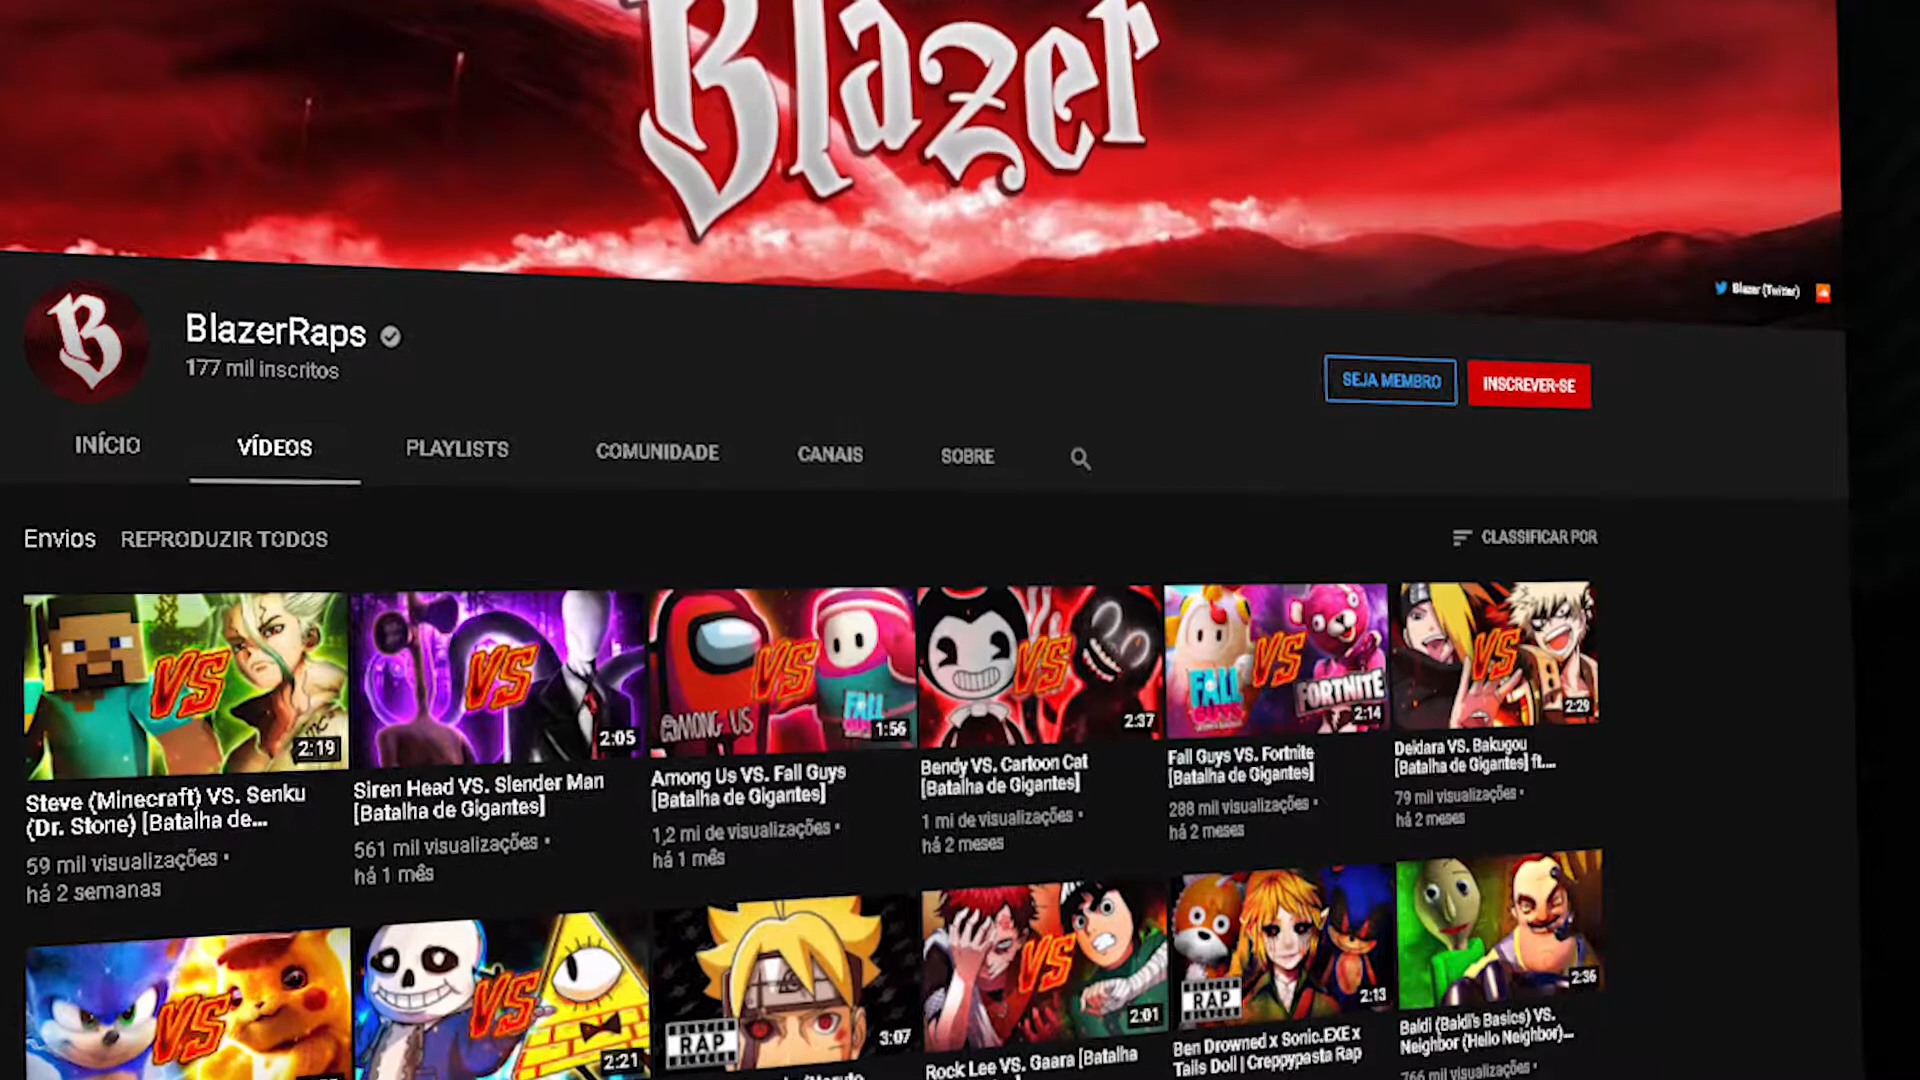 Blazer
Blazer (Twitter)
B
BlazerRaps
177 mil inscritos
SEJA MEMBRO
INSCREVER-SE
INÍCIO
VÍDEOS
PLAYLISTS
COMUNIDADE
CANAIS
SOBRE
Envios
REPRODUZIR TODOS
CLASSIFICAR POR
VS
2:19
Steve (Minecraft) VS. Senku
(Dr. Stone) [Batalha de...
59 mil visualizações •
há 2 semanas
VS
2:05
Siren Head VS. Slender Man
[Batalha de Gigantes]
561 mil visualizações •
há 1 mês
VS
AMONG US
FALL
GUYS
1:56
Among Us VS. Fall Guys
[Batalha de Gigantes]
1,2 mi de visualizações •
há 1 mês
VS
2:37
Bendy VS. Cartoon Cat
[Batalha de Gigantes]
1 mi de visualizações •
há 2 meses
VS
FALL
GUYS
FORTNITE
2:14
Fall Guys VS. Fortnite
[Batalha de Gigantes]
288 mil visualizações •
há 2 meses
VS
2:29
Deidara VS. Bakugou
[Batalha de Gigantes] ft....
79 mil visualizações •
há 2 meses
VS
VS
2:21
RAP
3:07
VS
2:01
Rock Lee VS. Gaara [Batalha
RAP
2:13
Ben Drowned x Sonic.EXE x
Tails Doll | Creppypasta Rap
2:36
Baldi (Baldi's Basics) VS.
Neighbor (Hello Neighbor)...
766 mil visualizações •